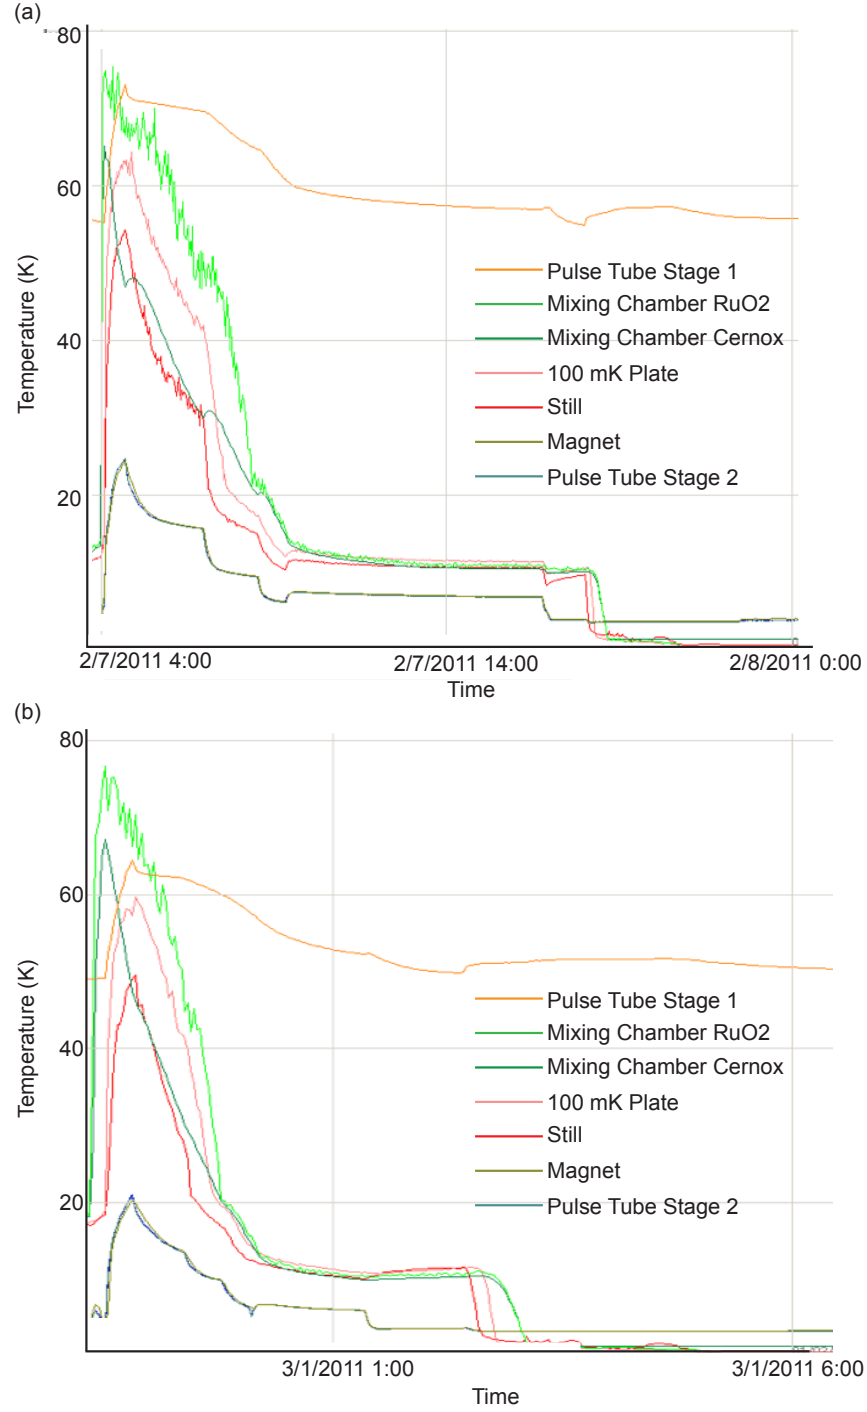 (a)
80
60
40
20
Temperature (K)
Pulse Tube Stage 1
Mixing Chamber RuO2
Mixing Chamber Cernox
100 mK Plate
Still
Magnet
Pulse Tube Stage 2
2/7/2011 4:00
2/7/2011 14:00
2/8/2011 0:00
Time
(b)
80
60
40
20
Temperature (K)
Pulse Tube Stage 1
Mixing Chamber RuO2
Mixing Chamber Cernox
100 mK Plate
Still
Magnet
Pulse Tube Stage 2
3/1/2011 1:00
3/1/2011 6:00
Time